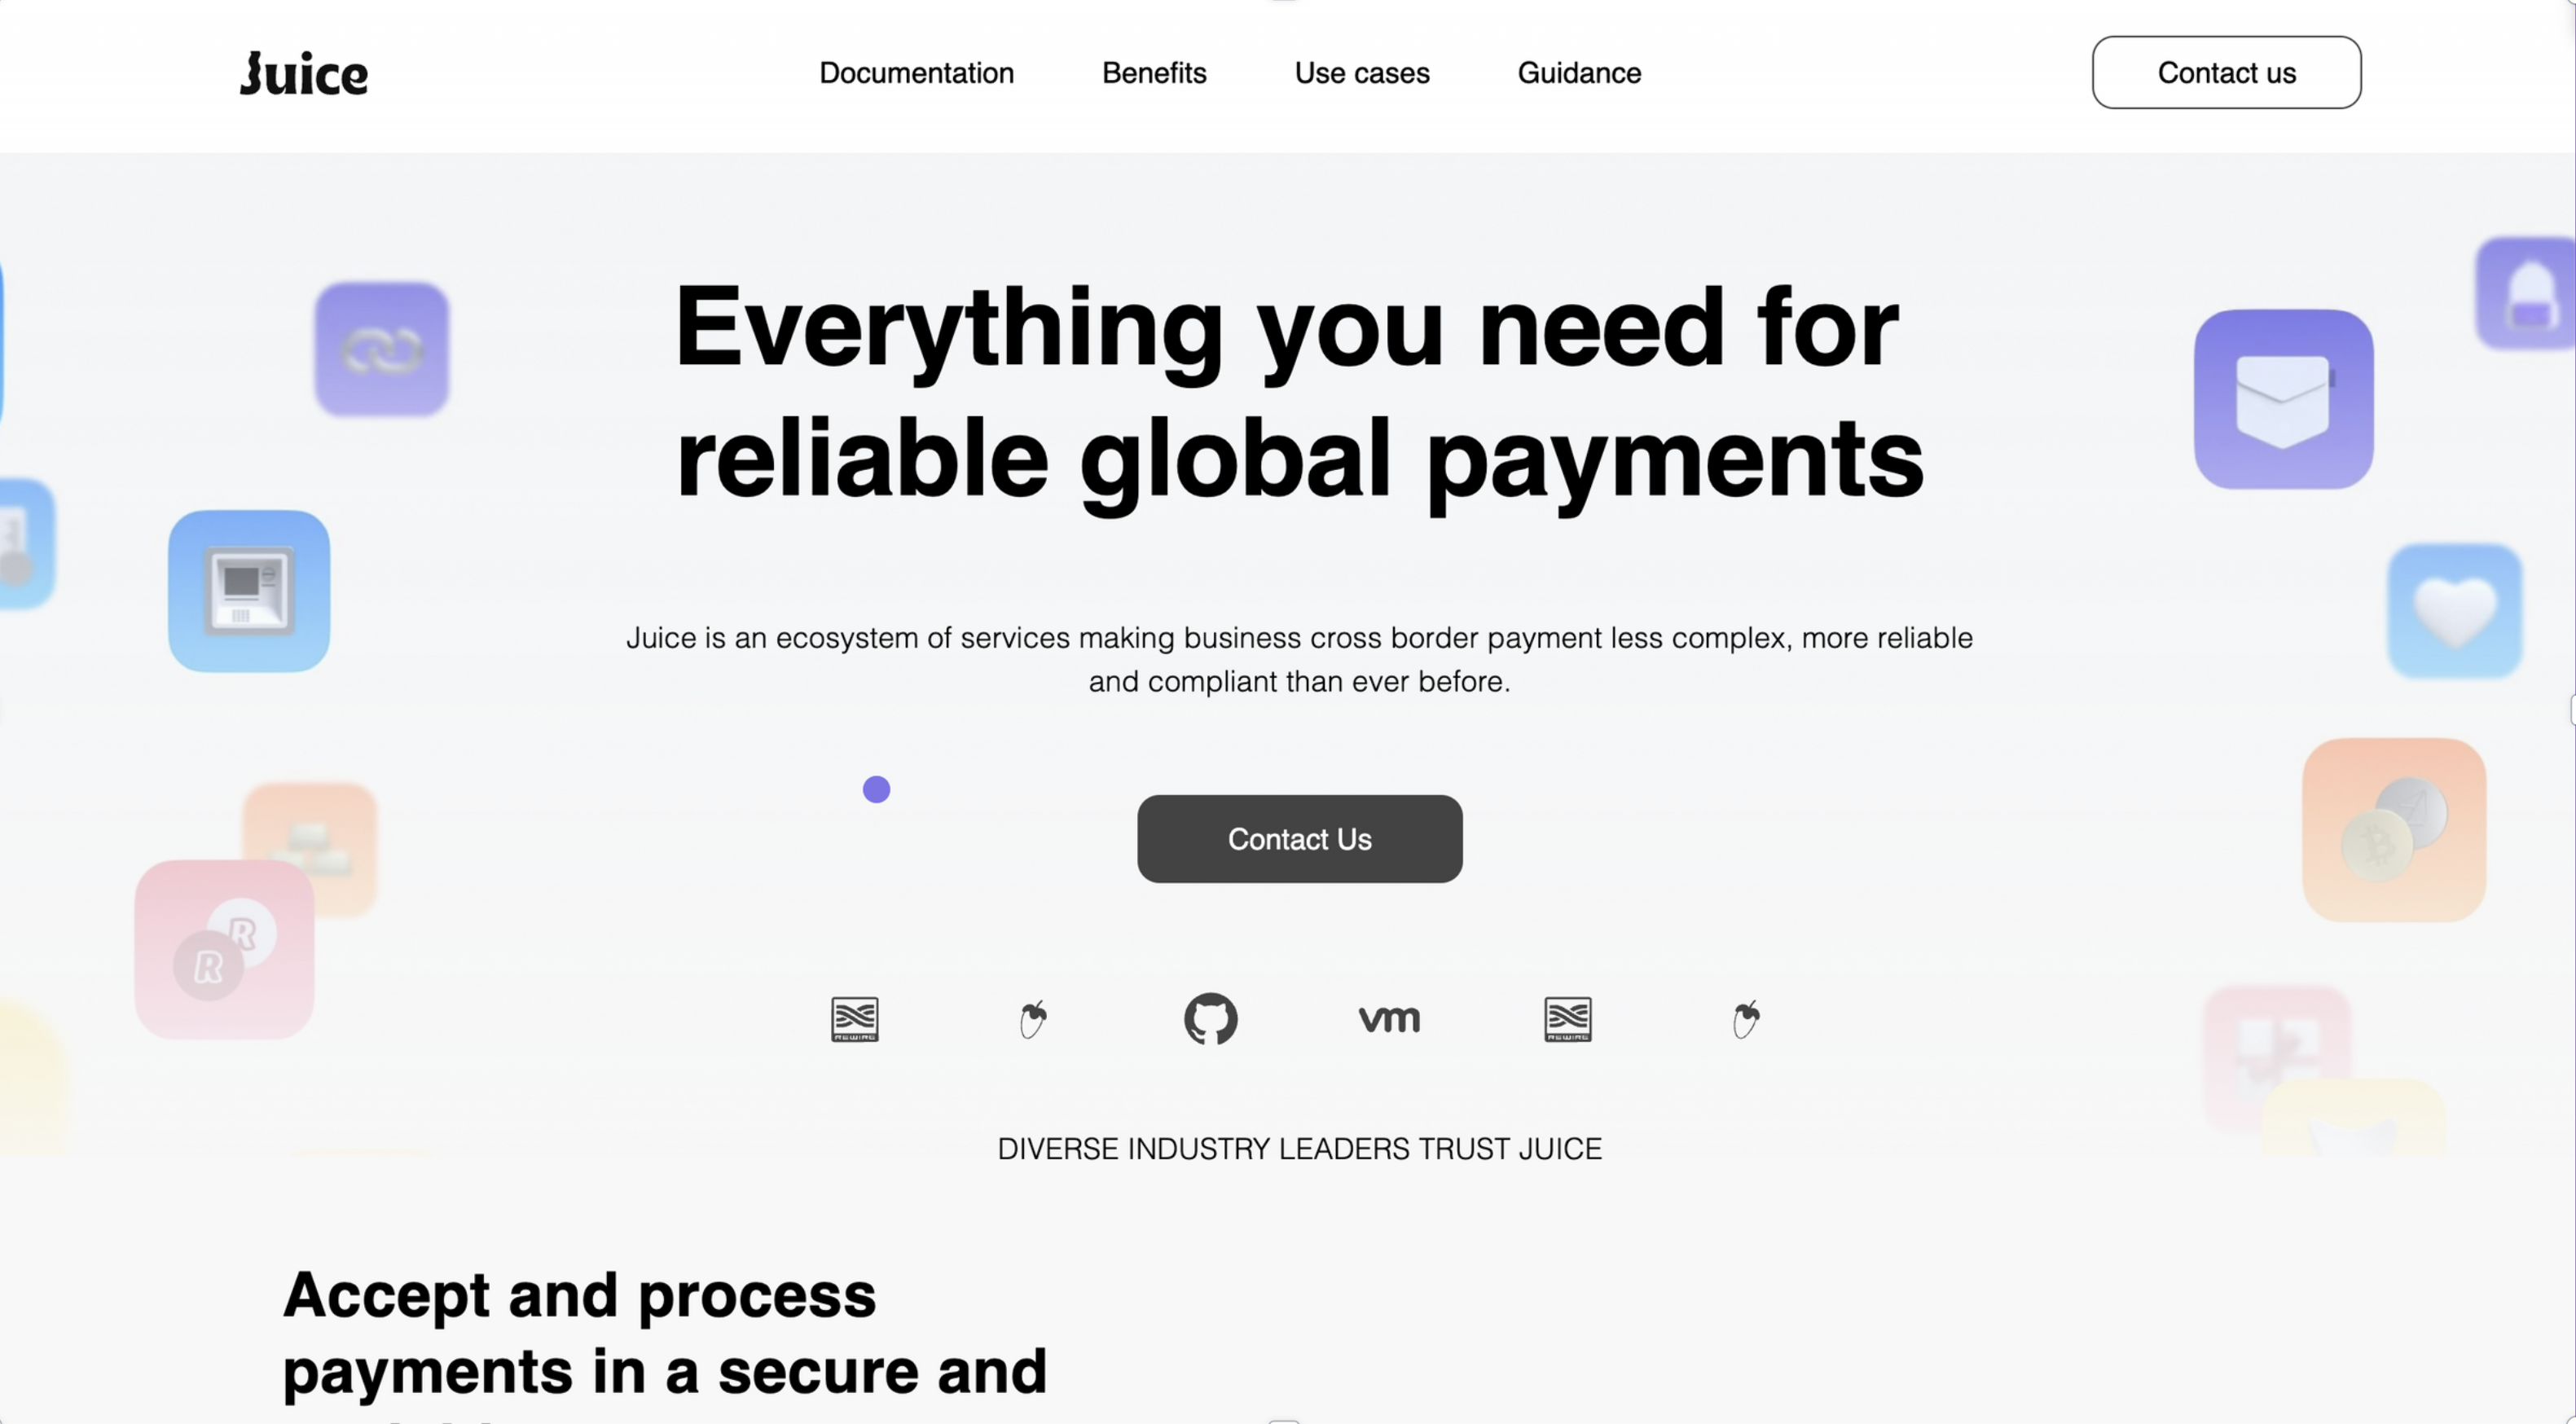 Juice
Documentation
Benefits
Use cases
Guidance
Contact us
Everything you need for
reliable global payments
Juice is an ecosystem of services making business cross border payment less complex, more reliable
and compliant than ever before.
Contact Us
R
R
REWIRE
vm
REWIRE
DIVERSE INDUSTRY LEADERS TRUST JUICE
Accept and process
payments in a secure and